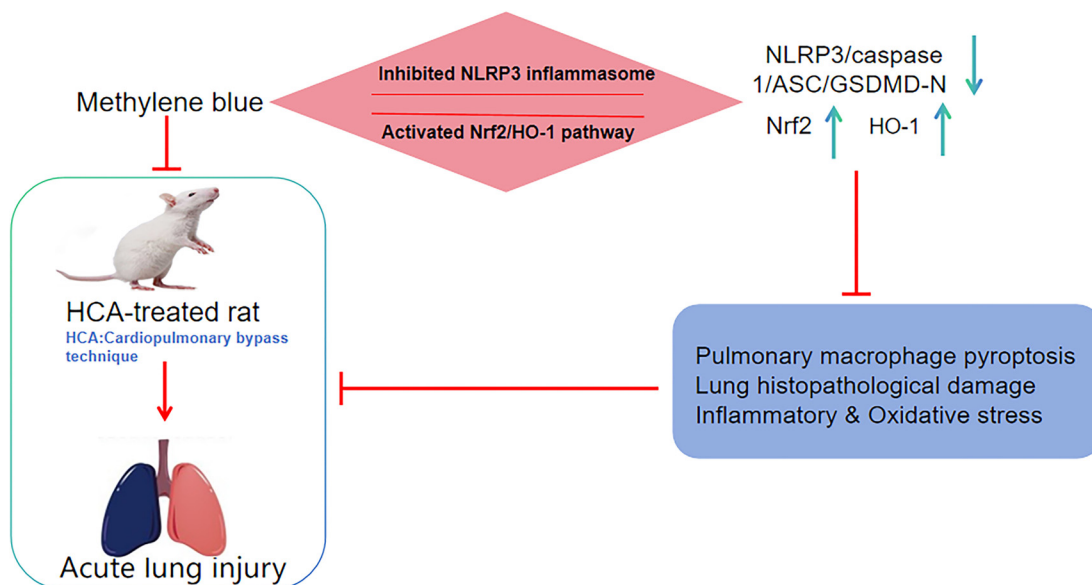 Inhibited NLRP3 inflammasome
Activated Nrf2/HO-1 pathway
Methylene blue
NLRP3/caspase
1/ASC/GSDMD-N
Nrf2 HO-1
HCA-treated rat
HCA:Cardiopulmonary bypass
technique
Acute lung injury
Pulmonary macrophage pyroptosis
Lung histopathological damage
Inflammatory & Oxidative stress